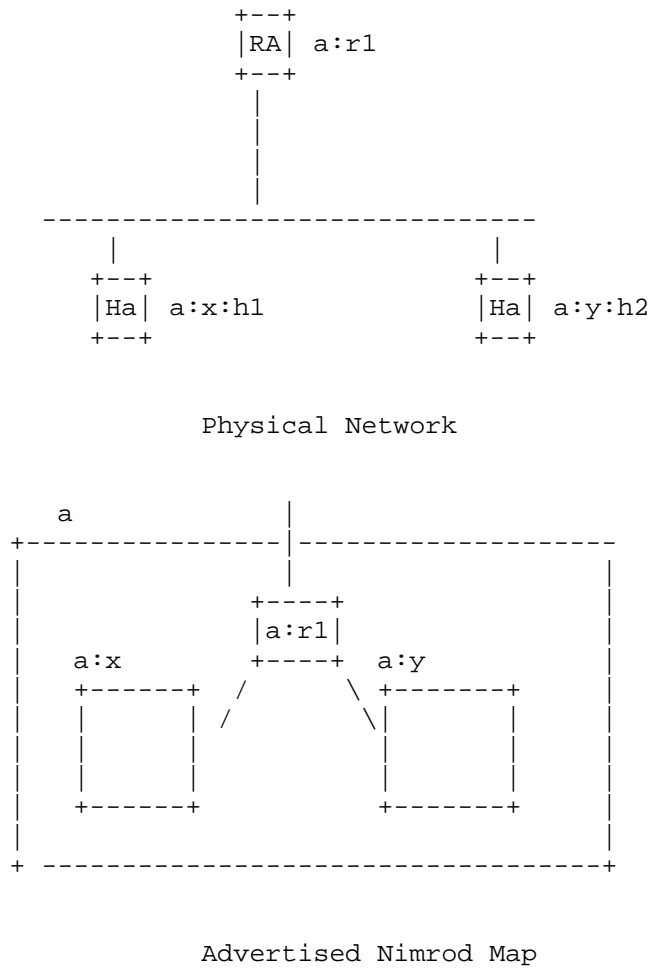 RA a:r1
Ha a:x:h1 Ha a:y:h2
Physical Network
a
a:r1
a:x a:y
Advertised Nimrod Map